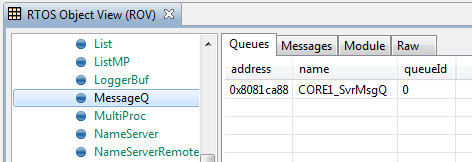 RTOS Object View (ROV)
List
ListMP
LoggerBuf
MessageQ
MultiProc
NameServer
NameServerRemote
Queues Messages Module Raw
address name queueId
0x8081ca88 CORE1_SvrMsgQ 0